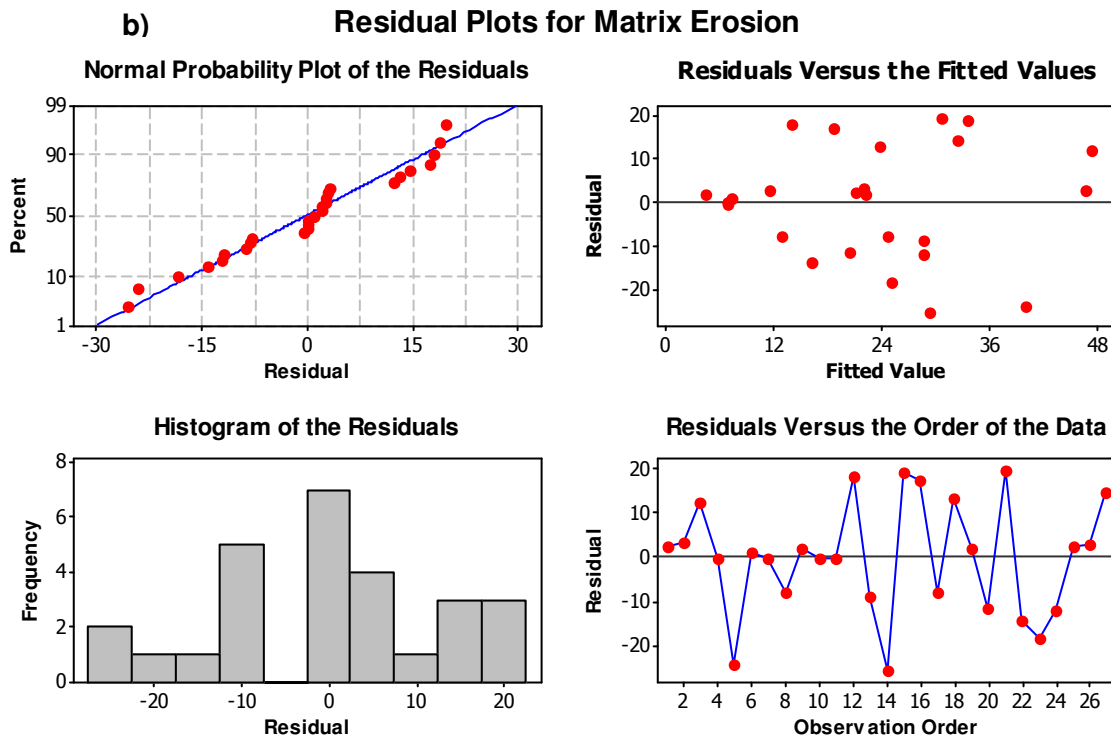 b)
Residual Plots for Matrix Erosion
Normal Probability Plot of the Residuals
Percent
99
90
50
10
1
-30 -15 0 15 30
Residual
Residuals Versus the Fitted Values
Residual
20
10
0
-10
-20
0 12 24 36 48
Fitted Value
Histogram of the Residuals
Frequency
8
6
4
2
0
-20 -10 0 10 20
Residual
Residuals Versus the Order of the Data
Residual
20
10
0
-10
-20
2 4 6 8 10 12 14 16 18 20 22 24 26
Observation Order